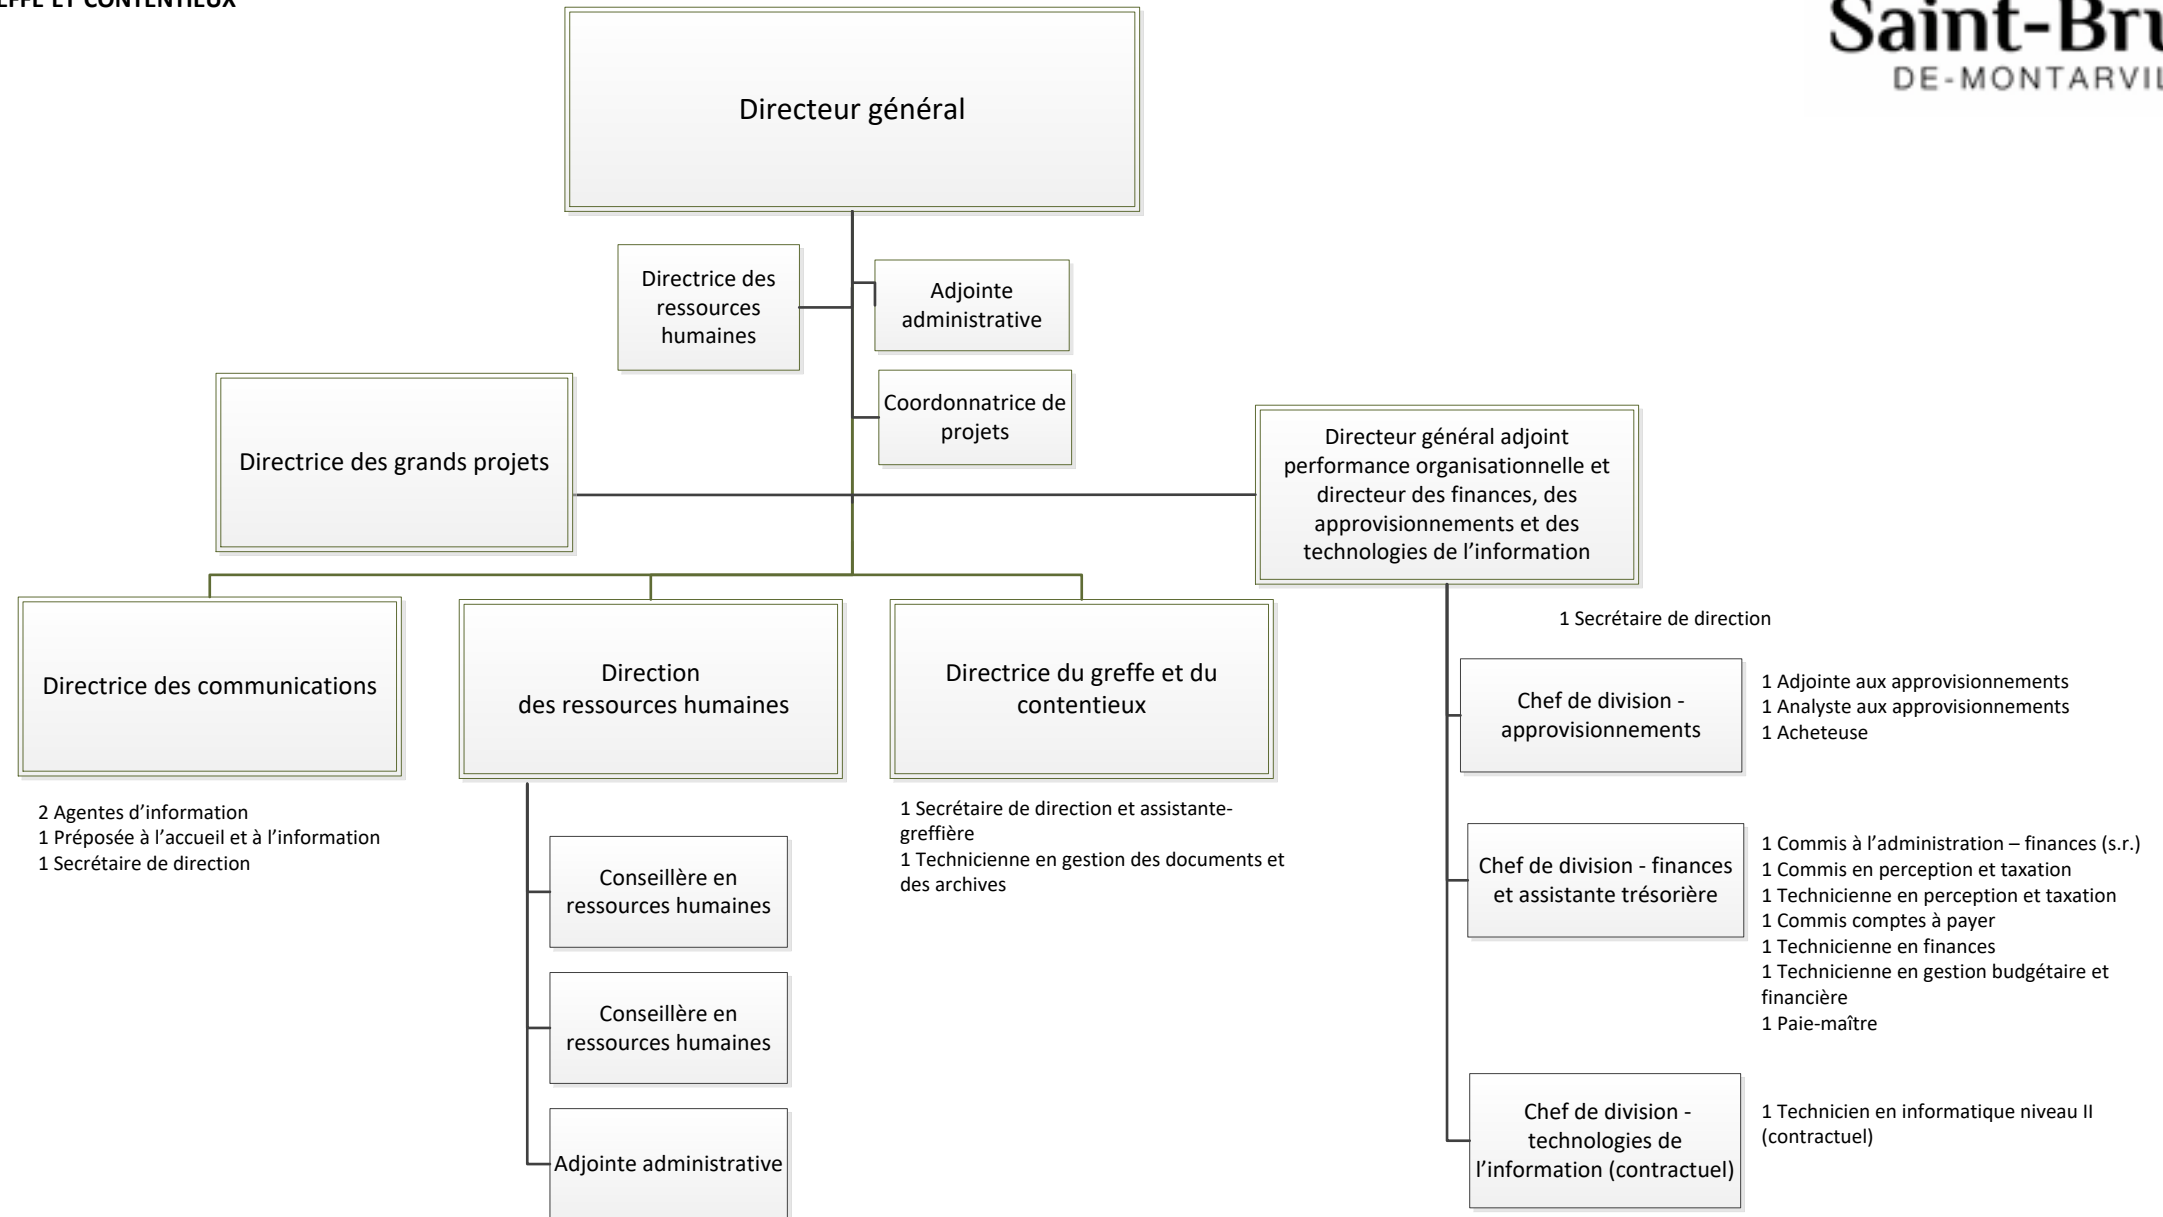 ET CONTENTIEUX
Saint-Bru
DE-MONTARVIL
Directeur général
Directrice des
ressources
humaines
Adjointe
administrative
Coordonnatrice de
projets
Directrice des grands projets
Directeur général adjoint
performance organisationnelle et
directeur des finances, des
approvisionnements et des
technologies de l’information
Directrice des communications
2 Agentes d’information
1 Préposée à l’accueil et à l’information
1 Secrétaire de direction
Direction
des ressources humaines
Conseillère en
ressources humaines
Conseillère en
ressources humaines
Adjointe administrative
Directrice du greffe et du
contentieux
1 Secrétaire de direction et assistante-
greffière
1 Technicienne en gestion des documents et
des archives
1 Secrétaire de direction
Chef de division -
approvisionnements
1 Adjointe aux approvisionnements
1 Analyste aux approvisionnements
1 Acheteuse
Chef de division - finances
et assistante trésorière
1 Commis à l’administration – finances (s.r.)
1 Commis en perception et taxation
1 Technicienne en perception et taxation
1 Commis comptes à payer
1 Technicienne en finances
1 Technicienne en gestion budgétaire et
financière
1 Paie-maître
Chef de division -
technologies de
l’information (contractuel)
1 Technicien en informatique niveau II
(contractuel)